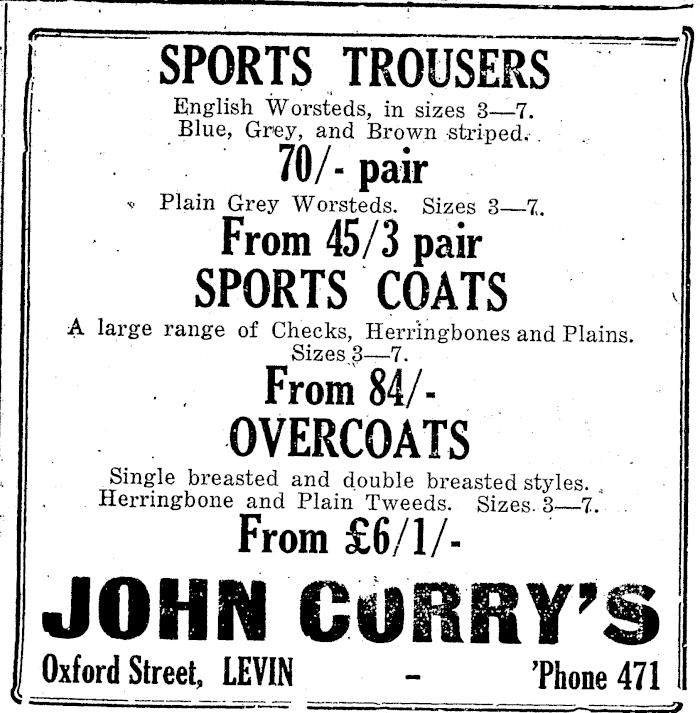 SPORTS TROUSERS
English Worsteds, in sizes 3—7.
Blue, Grey, and Brown striped.
70/- pair
Plain Grey Worsteds. Sizes 3—7.
From 45/3 pair
SPORTS COATS
A large range of Checks, Herringbones and Plains.
Sizes 3—7.
From 84/-
OVERCOATS
Single breasted and double breasted styles.
Herringbone and Plain Tweeds. Sizes 3—7.
From £6/1/-
JOHN CURRY'S
Oxford Street, LEVIN - 'Phone 471